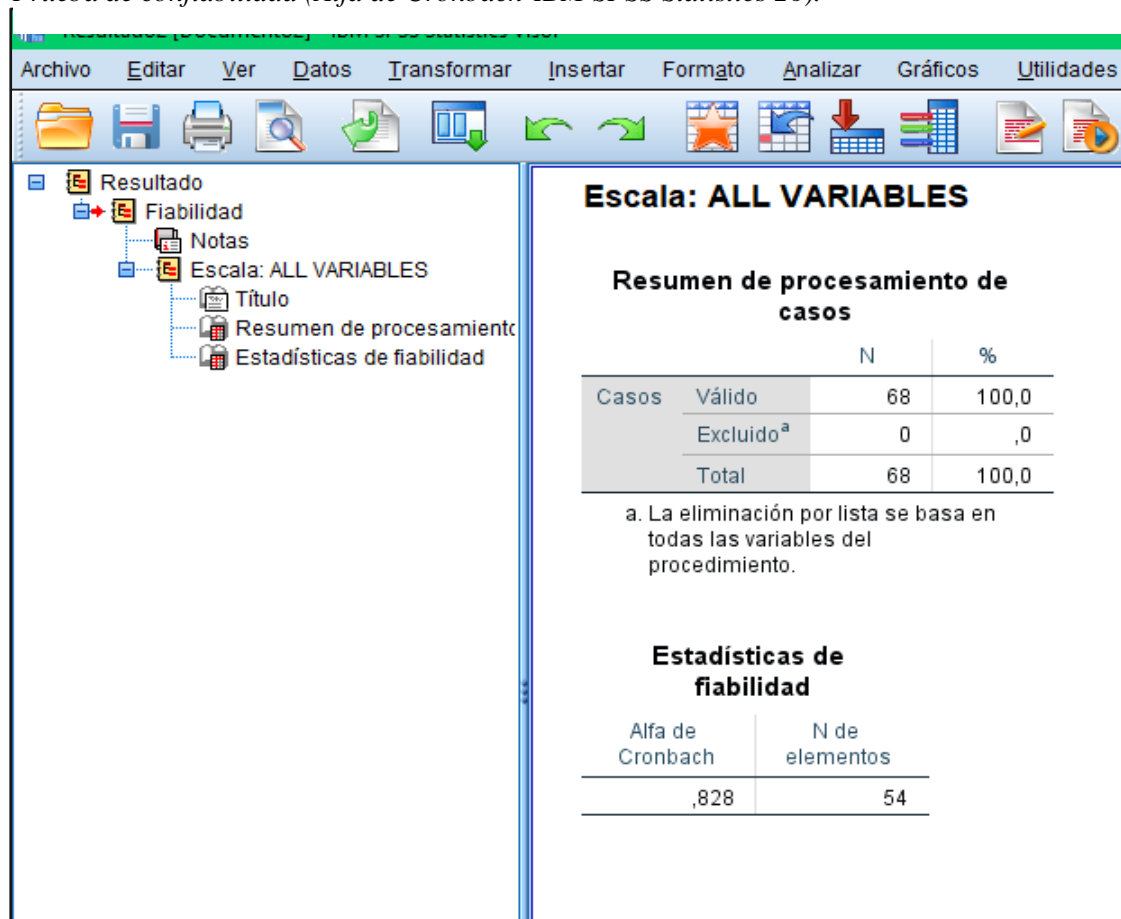 Archivo Editar Ver Datos Transformar Insertar Formato Analizar Gráficos Utilidades
Resultado
Fiabilidad
Notas
Escala: ALL VARIABLES
Título
Resumen de procesamiento
Estadísticas de fiabilidad
Escala: ALL VARIABLES
Resumen de procesamiento de
casos
N %
Casos Válido 68 100,0
Excluido a 0 ,0
Total 68 100,0
a. La eliminación por lista se basa en
todas las variables del
procedimiento.
Estadísticas de
fiabilidad
Alfa de N de
Cronbach elementos
,828 54